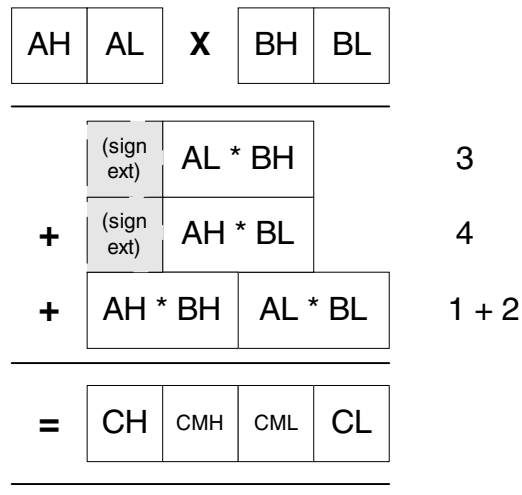 AH AL X BH BL
(sign ext) AL * BH 3
+ (sign ext) AH * BL 4
+ AH * BH AL * BL 1 + 2
= CH CMH CML CL